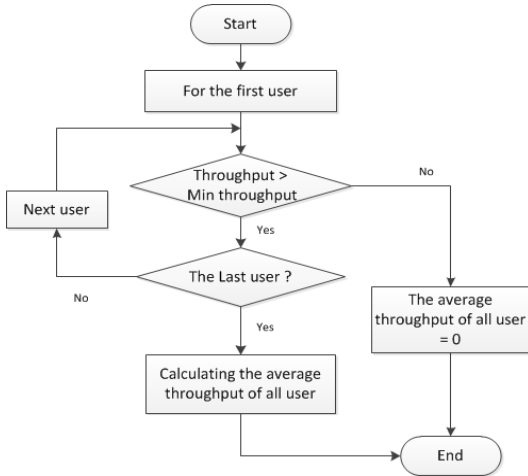 Start
For the first user
Throughput >
Min throughput
No
Next user
Yes
The Last user ?
No
The average
throughput of all user
= 0
Yes
Calculating the average
throughput of all user
End